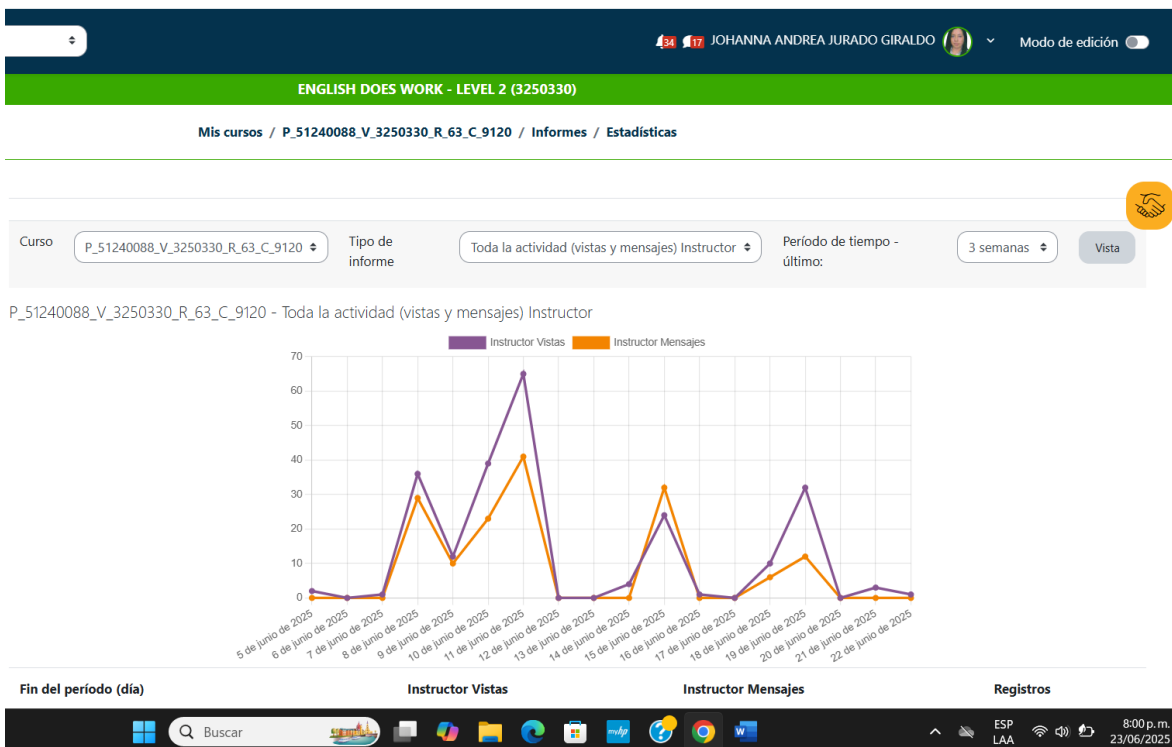 34 17 JOHANNA ANDREA JURADO GIRALDO Modo de edición
ENGLISH DOES WORK - LEVEL 2 (3250330)
Mis cursos / P_51240088_V_3250330_R_63_C_9120 / Informes / Estadísticas
Curso P_51240088_V_3250330_R_63_C_9120 Tipo de informe Toda la actividad (vistas y mensajes) Instructor Período de tiempo - último: 3 semanas Vista
P_51240088_V_3250330_R_63_C_9120 - Toda la actividad (vistas y mensajes) Instructor
Instructor Vistas Instructor Mensajes
70
60
50
40
30
20
10
0
5 de junio de 2025
6 de junio de 2025
7 de junio de 2025
8 de junio de 2025
9 de junio de 2025
10 de junio de 2025
11 de junio de 2025
12 de junio de 2025
13 de junio de 2025
14 de junio de 2025
15 de junio de 2025
16 de junio de 2025
17 de junio de 2025
18 de junio de 2025
19 de junio de 2025
20 de junio de 2025
21 de junio de 2025
22 de junio de 2025
Fin del período (día) Instructor Vistas Instructor Mensajes Registros
Buscar myhp W ESP 8:00 p. m.
LAA 23/06/2025